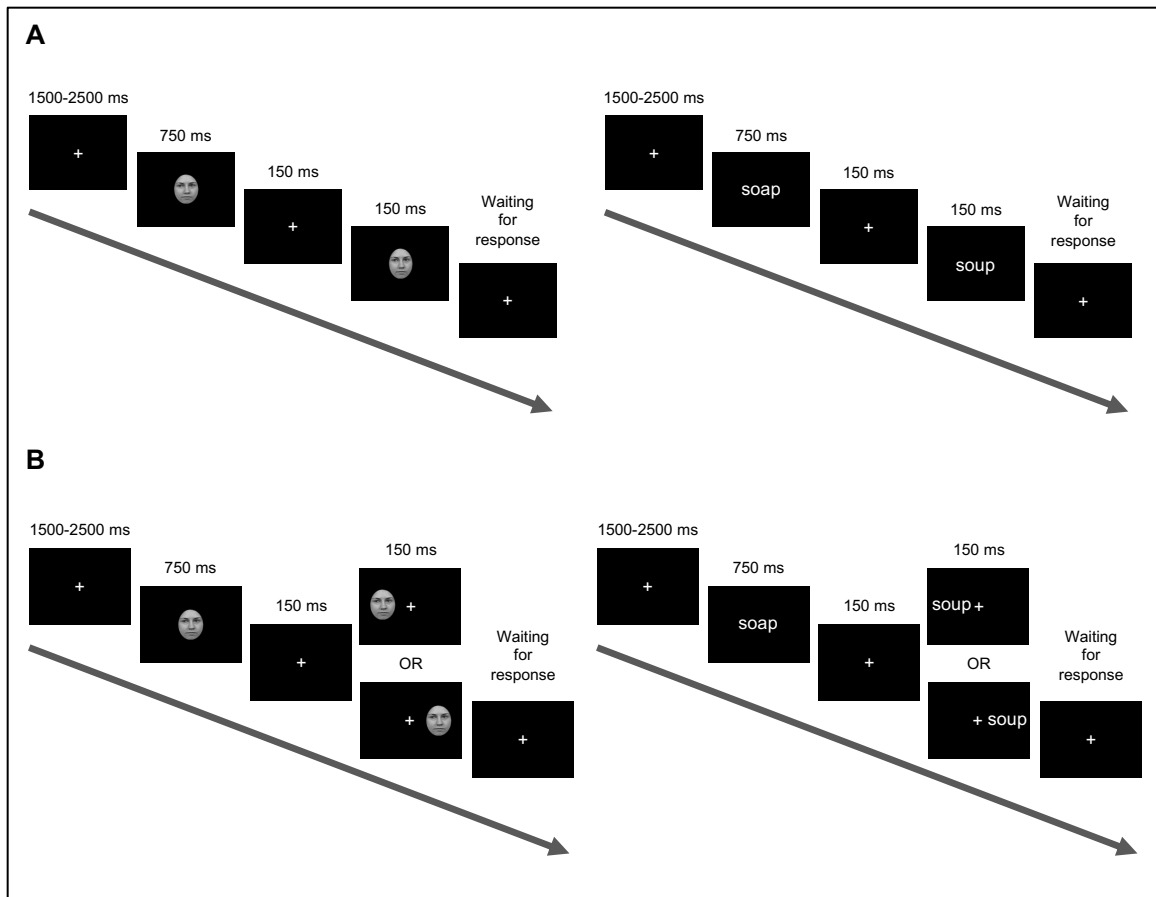 A
1500-2500 ms
+
750 ms
150 ms
+
150 ms
Waiting
for
response
+
1500-2500 ms
+
750 ms
soap
150 ms
+
150 ms
soup
Waiting
for
response
+
B
1500-2500 ms
+
750 ms
150 ms
+
150 ms
+
OR
+
Waiting
for
response
+
1500-2500 ms
+
750 ms
soap
150 ms
+
150 ms
soup +
OR
+ soup
Waiting
for
response
+